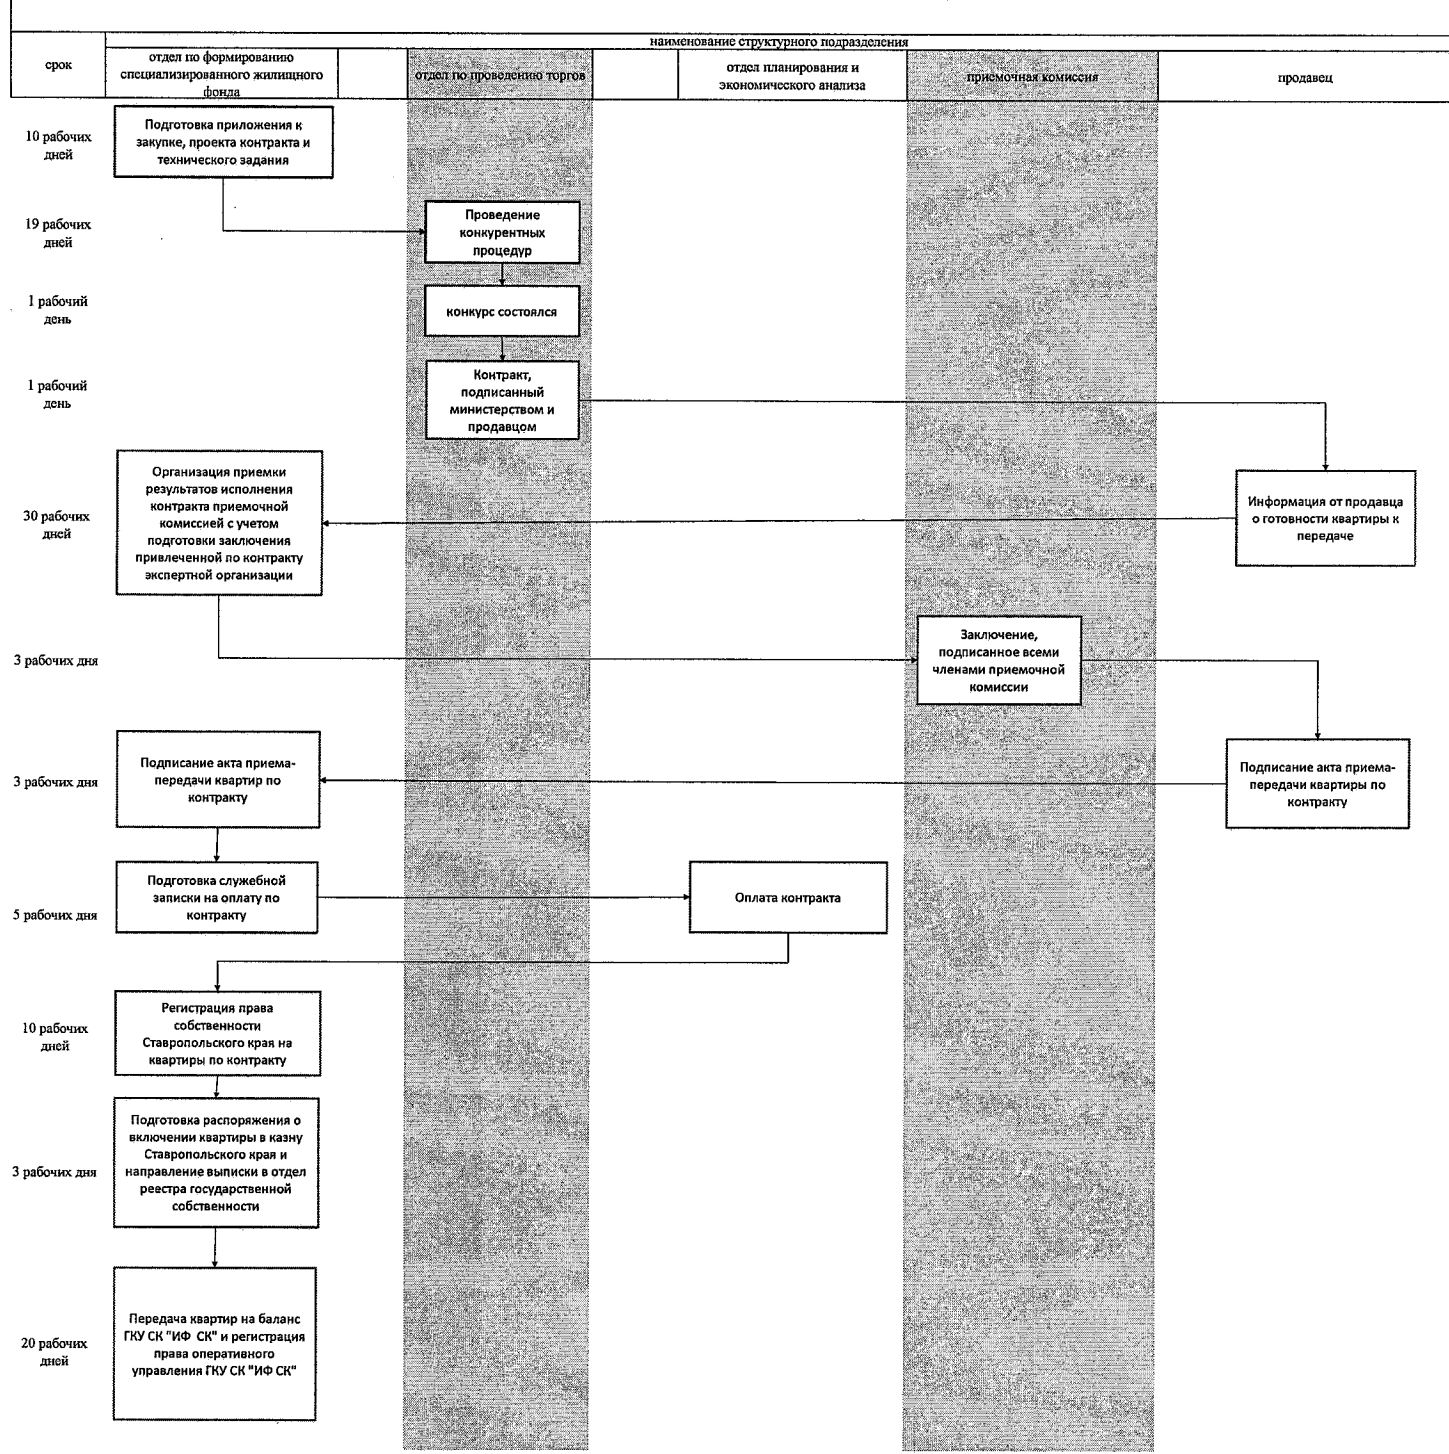 наименование структурного подразделения
срок
отдел по формированию
специализированного жилищного
фонда
отдел по проведению торгов
отдел планирования и
экономического анализа
приемочная комиссия
продавец
10 рабочих
дней
Подготовка приложения к
закупке, проекта контракта и
технического задания
19 рабочих
дней
Проведение
конкурентных
процедур
1 рабочий
день
конкурс состоялся
1 рабочий
день
Контракт,
подписанный
министерством и
продавцом
30 рабочих
дней
Организация приемки
результатов исполнения
контракта приемочной
комиссией с учетом
подготовки заключения
привлеченной по контракту
экспертной организации
Информация от продавца
о готовности квартиры к
передаче
3 рабочих дня
Заключение,
подписанное всеми
членами приемочной
комиссии
3 рабочих дня
Подписание акта приема-
передачи квартир по
контракту
Подписание акта приема-
передачи квартиры по
контракту
5 рабочих дня
Подготовка служебной
записки на оплату по
контракту
Оплата контракта
10 рабочих
дней
Регистрация права
собственности
Ставропольского края на
квартиры по контракту
3 рабочих дня
Подготовка распоряжения о
включении квартиры в казну
Ставропольского края и
направление выписки в отдел
реестра государственной
собственности
20 рабочих
дней
Передача квартир на баланс
ГКУ СК "ИФ СК" и регистрация
права оперативного
управления ГКУ СК "ИФ СК"